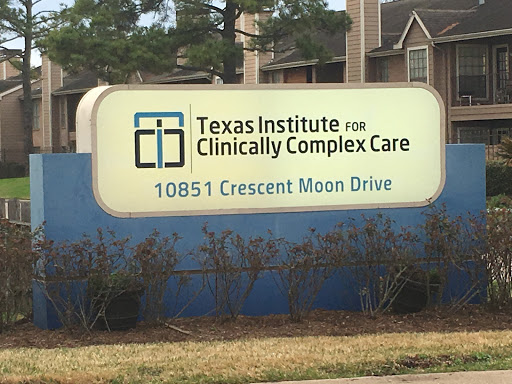 Texas Institute FOR
Clinically Complex Care
10851 Crescent Moon Drive